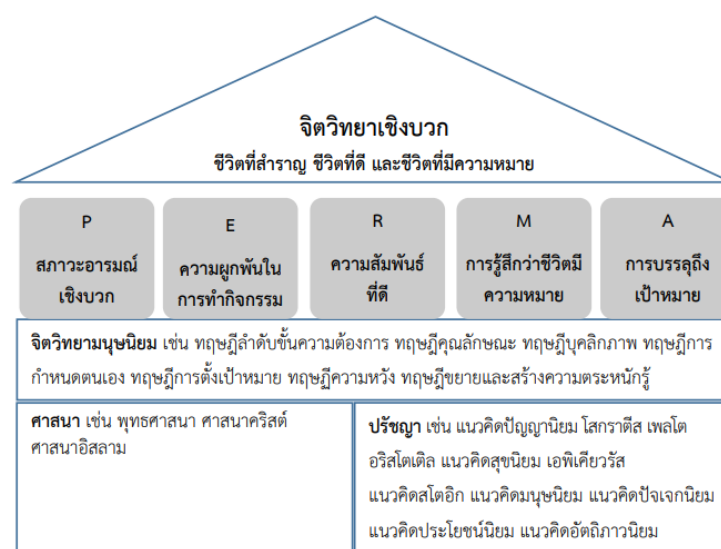 จิตวิทยาเชิงบวก
ชีวิตที่สำราญ ชีวิตที่ดี และชีวิตที่มีความหมาย
P
สภาวะอารมณ์
เชิงบวก
E
ความผูกพันใน
การทำกิจกรรม
R
ความสัมพันธ์
ที่ดี
M
การรู้สึกว่าชีวิตมี
ความหมาย
A
การบรรลุถึง
เป้าหมาย
จิตวิทยามนุษนิยม เช่น ทฤษฎีลำดับขั้นความต้องการ ทฤษฎีคุณลักษณะ ทฤษฎีบุคลิกภาพ ทฤษฎีการ
กำหนดตนเอง ทฤษฎีการตั้งเป้าหมาย ทฤษฏีความหวัง ทฤษฎีขยายและสร้างความตระหนักรู้
ศาสนา เช่น พุทธศาสนา ศาสนาคริสต์
ศาสนาอิสลาม
ปรัชญา เช่น แนวคิดปัญญานิยม โสกราตีส เพลโต
อริสโตเติล แนวคิดสุขนิยม เอพิเคียวรัส
แนวคิดสโตอิก แนวคิดมนุษนิยม แนวคิดปัจเจกนิยม
แนวคิดประโยชน์นิยม แนวคิดอัตถิภาวนิยม